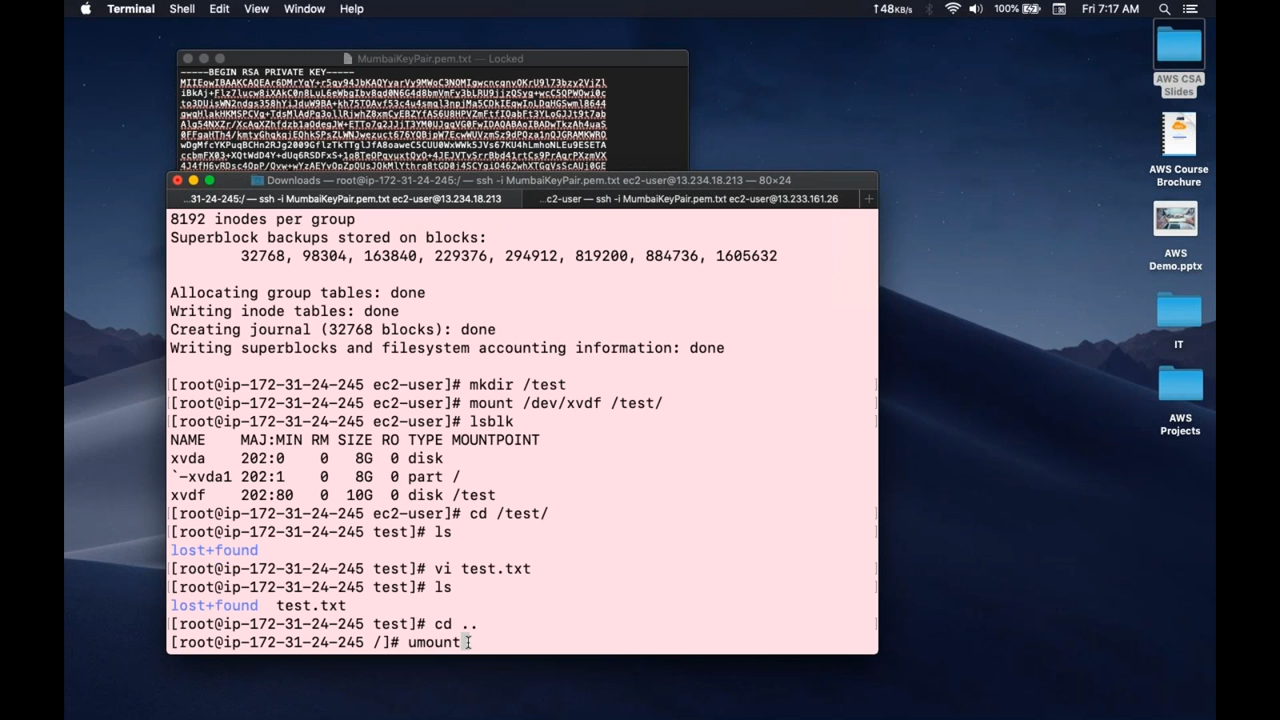 Terminal Shell Edit View Window Help ↑48KB/s 100% Fri 7:17 AM
MumbaiKeyPair.pem.txt — Locked
-----BEGIN RSA PRIVATE KEY-----
Downloads — root@ip-172-31-24-245:/ — ssh -i MumbaiKeyPair.pem.txt ec2-user@13.234.18.213 — 80×24
...31-24-245:/ — ssh -i MumbaiKeyPair.pem.txt ec2-user@13.234.18.213 ...c2-user — ssh -i MumbaiKeyPair.pem.txt ec2-user@13.233.161.26 +
8192 inodes per group
Superblock backups stored on blocks:
32768, 98304, 163840, 229376, 294912, 819200, 884736, 1605632
Allocating group tables: done
Writing inode tables: done
Creating journal (32768 blocks): done
Writing superblocks and filesystem accounting information: done
[root@ip-172-31-24-245 ec2-user]# mkdir /test
[root@ip-172-31-24-245 ec2-user]# mount /dev/xvdf /test/
[root@ip-172-31-24-245 ec2-user]# lsblk
NAME MAJ:MIN RM SIZE RO TYPE MOUNTPOINT
xvda 202:0 0 8G 0 disk
`-xvda1 202:1 0 8G 0 part /
xvdf 202:80 0 10G 0 disk /test
[root@ip-172-31-24-245 ec2-user]# cd /test/
[root@ip-172-31-24-245 test]# ls
lost+found
[root@ip-172-31-24-245 test]# vi test.txt
[root@ip-172-31-24-245 test]# ls
lost+found test.txt
[root@ip-172-31-24-245 test]# cd ..
[root@ip-172-31-24-245 /]# umount
AWS CSA
Slides
AWS Course
Brochure
AWS
Demo.pptx
IT
AWS
Projects